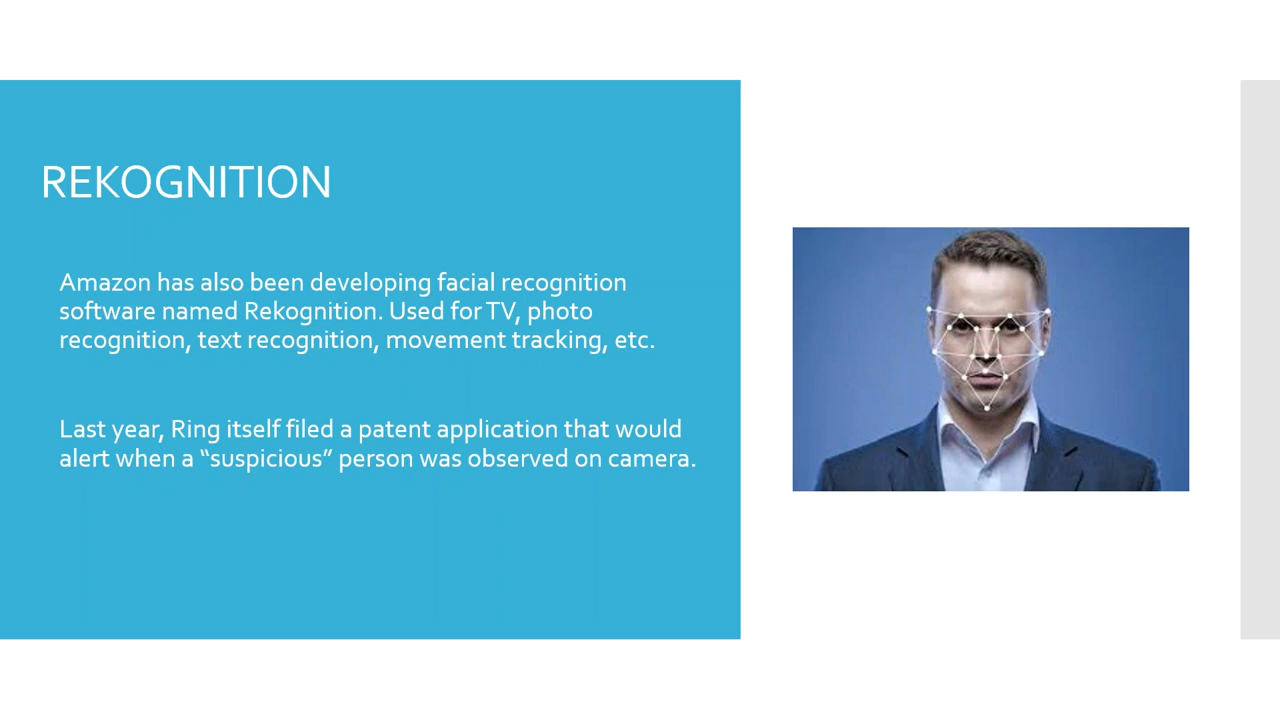 REKOGNITION
Amazon has also been developing facial recognition
software named Rekognition. Used for TV, photo
recognition, text recognition, movement tracking, etc.
Last year, Ring itself filed a patent application that would
alert when a “suspicious” person was observed on camera.